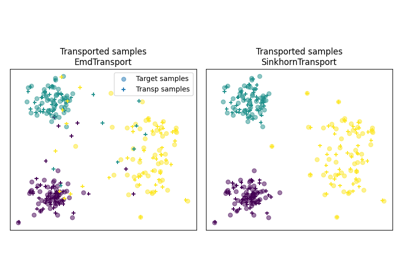 Transported samples
EmdTransport
Target samples
Transp samples
Transported samples
SinkhornTransport